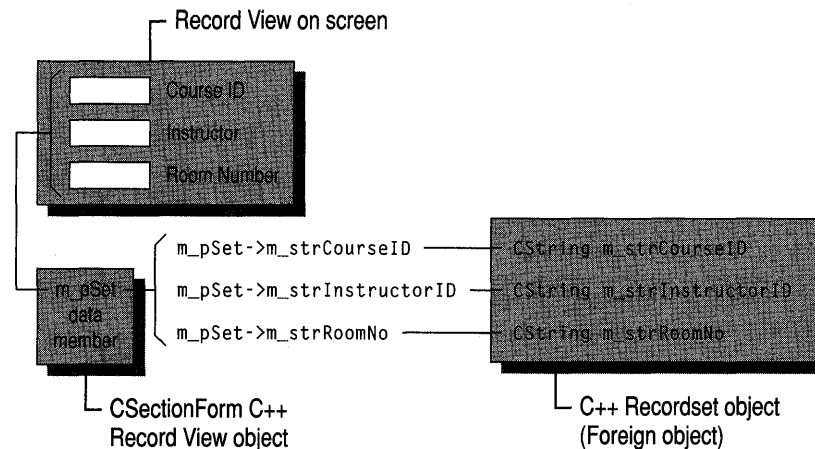 Record View on screen
Course ID
Instructor
Room Number
m_pSet->m_strCourseID
CString m_strCourseID
m_pSet
data
member
m_pSet->m_strInstructorID
CString m_strInstructorID
m_pSet->m_strRoomNo
CString m_strRoomNo
CSectionForm C++
Record View object
C++ Recordset object
(Foreign object)